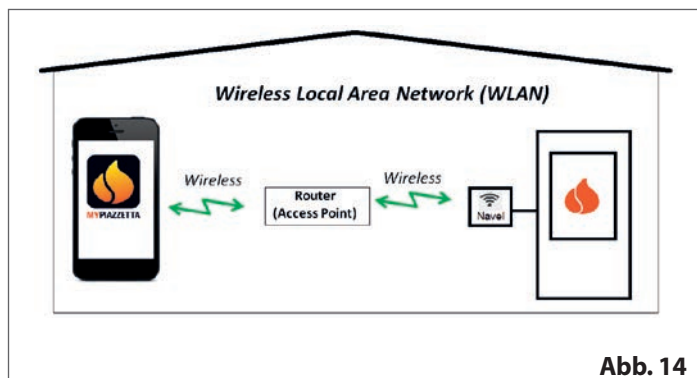 Wireless Local Area Network (WLAN)
MYPIAZZETTA
Wireless
Router
(Access Point)
Wireless
Navel
Abb. 14